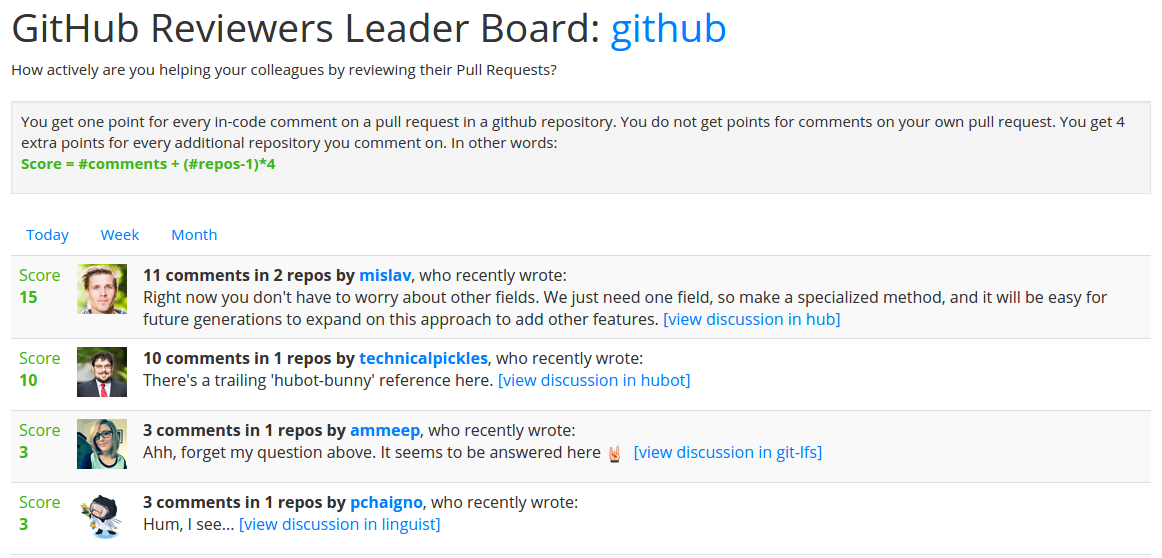 GitHub Reviewers Leader Board: github
How actively are you helping your colleagues by reviewing their Pull Requests?
You get one point for every in-code comment on a pull request in a github repository. You do not get points for comments on your own pull request. You get 4
extra points for every additional repository you comment on. In other words:
Score = #comments + (#repos-1)*4
Today Week Month
Score
15
11 comments in 2 repos by mislav, who recently wrote:
Right now you don't have to worry about other fields. We just need one field, so make a specialized method, and it will be easy for
future generations to expand on this approach to add other features. [view discussion in hub]
Score
10
10 comments in 1 repos by technicalpickles, who recently wrote:
There's a trailing 'hubot-bunny' reference here. [view discussion in hubot]
Score
3
3 comments in 1 repos by ammeep, who recently wrote:
Ahh, forget my question above. It seems to be answered here 🤘 [view discussion in git-lfs]
Score
3
3 comments in 1 repos by pchaigno, who recently wrote:
Hum, I see... [view discussion in linguist]